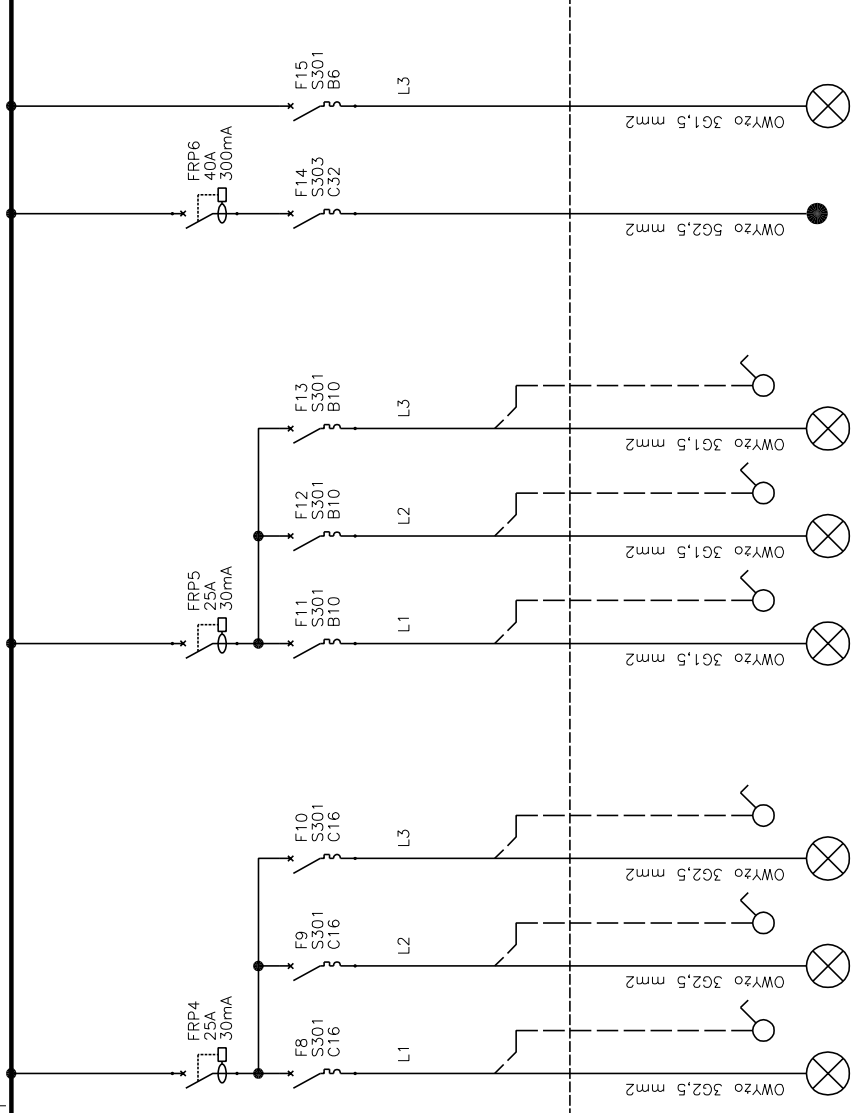 F15
S301
B6
L3
OWYżo 3G1,5 mm2
FRP6
40A
300mA
F14
S303
C32
OWYżo 5G2,5 mm2
F13
S301
B10
L3
OWYżo 3G1,5 mm2
F12
S301
B10
L2
OWYżo 3G1,5 mm2
FRP5
25A
30mA
F11
S301
B10
L1
OWYżo 3G1,5 mm2
F10
S301
C16
L3
OWYżo 3G2,5 mm2
F9
S301
C16
L2
OWYżo 3G2,5 mm2
FRP4
25A
30mA
F8
S301
C16
L1
OWYżo 3G2,5 mm2